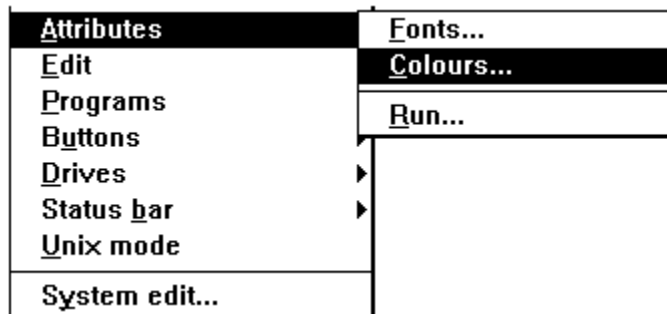 Attributes
Edit
Programs
Buttons
Drives
Status bar
Unix mode
System edit...
Fonts...
Colours...
Run...